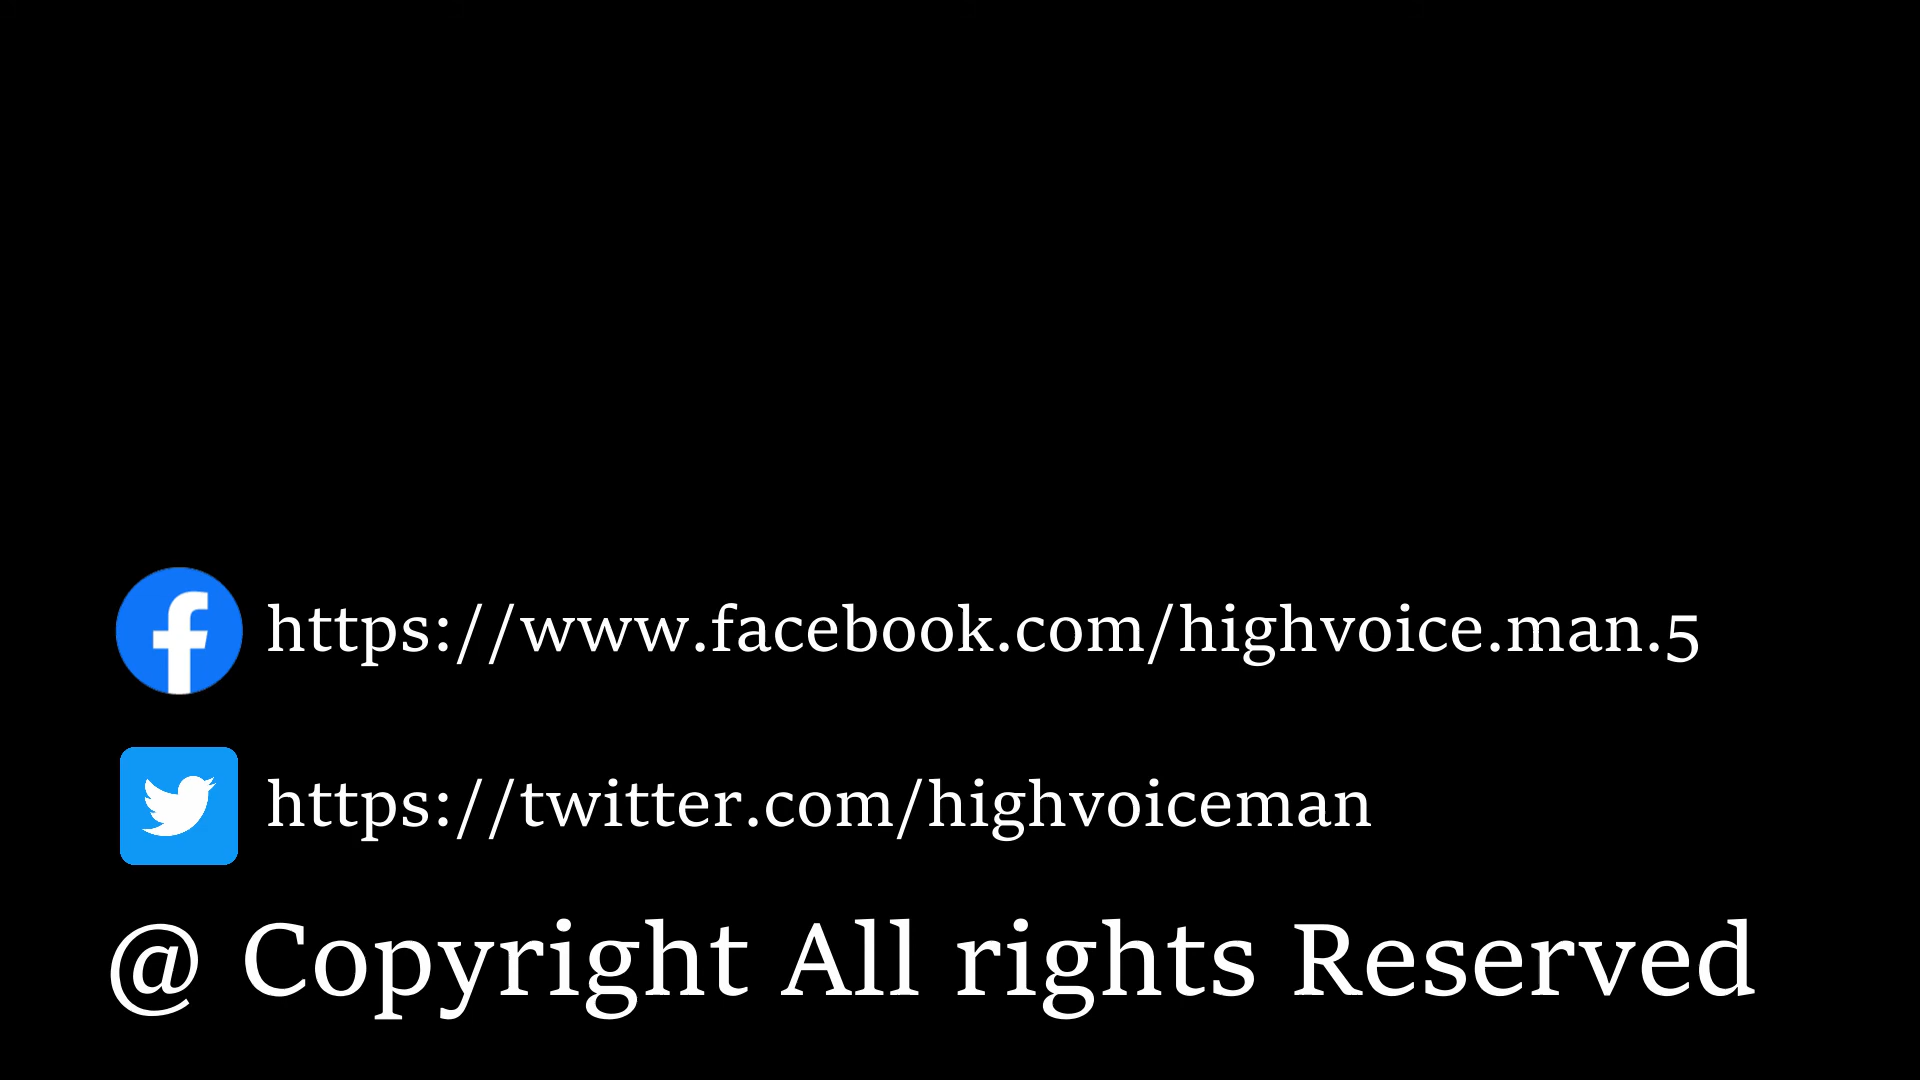 https://www.facebook.com/highvoice.man.5
https://twitter.com/highvoiceman
@ Copyright All rights Reserved